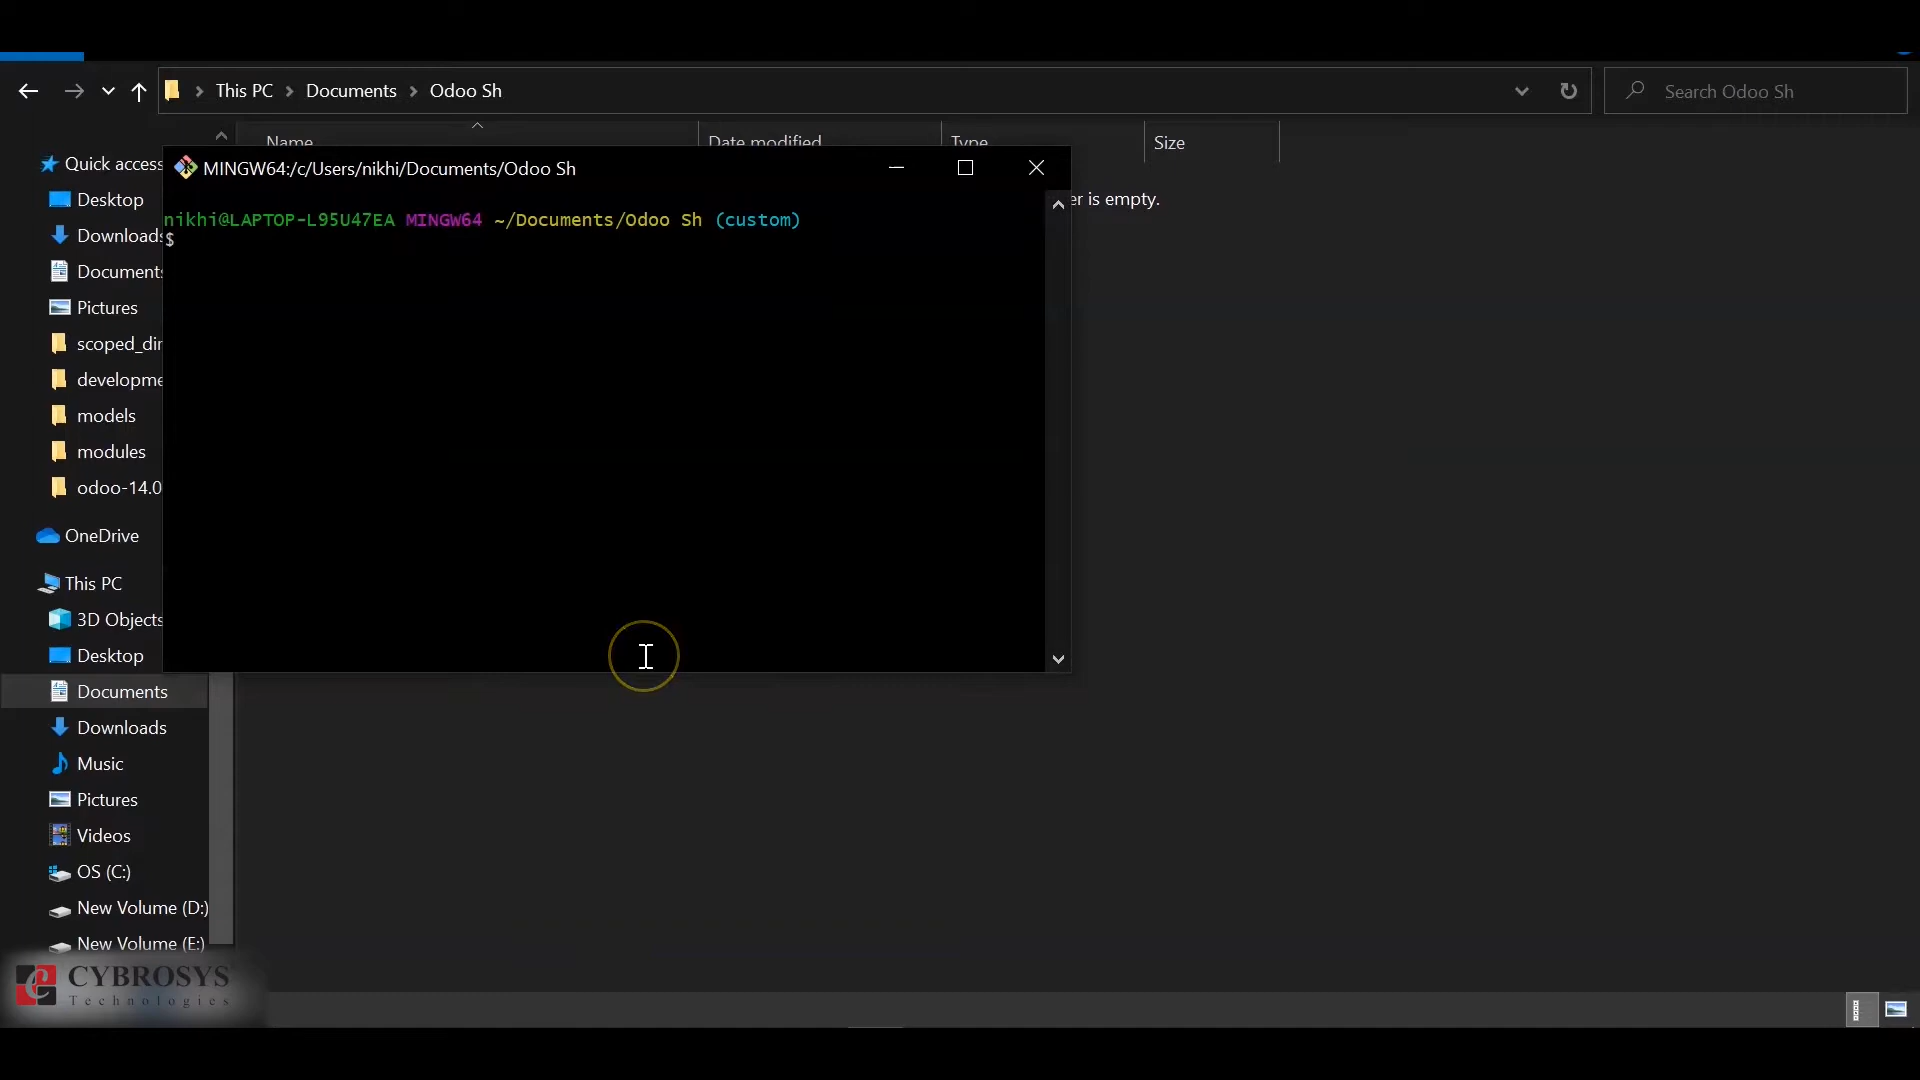 This PC Documents Odoo Sh
Search Odoo Sh
Name Date modified Type Size
Quick access
MINGW64:/c/Users/nikhi/Documents/Odoo Sh
er is empty.
nikhi@LAPTOP-L95U47EA MINGW64 ~/Documents/Odoo Sh (custom)
$
Desktop
Downloads
Documents
Pictures
scoped_dir
developme
models
modules
odoo-14.0
OneDrive
This PC
3D Objects
Desktop
Documents
Downloads
Music
Pictures
Videos
OS (C:)
New Volume (D:)
New Volume (E:)
CYBROSYS
Technologies